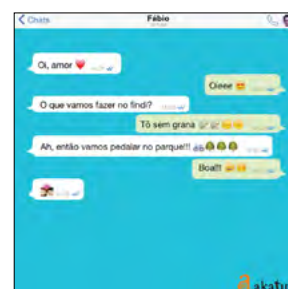 Chats
Fábio
Oi, amor
Oieee
O que vamos fazer no findi?
Tô sem grana
Ah, então vamos pedalar no parque!!!
Boa!!!
akatu